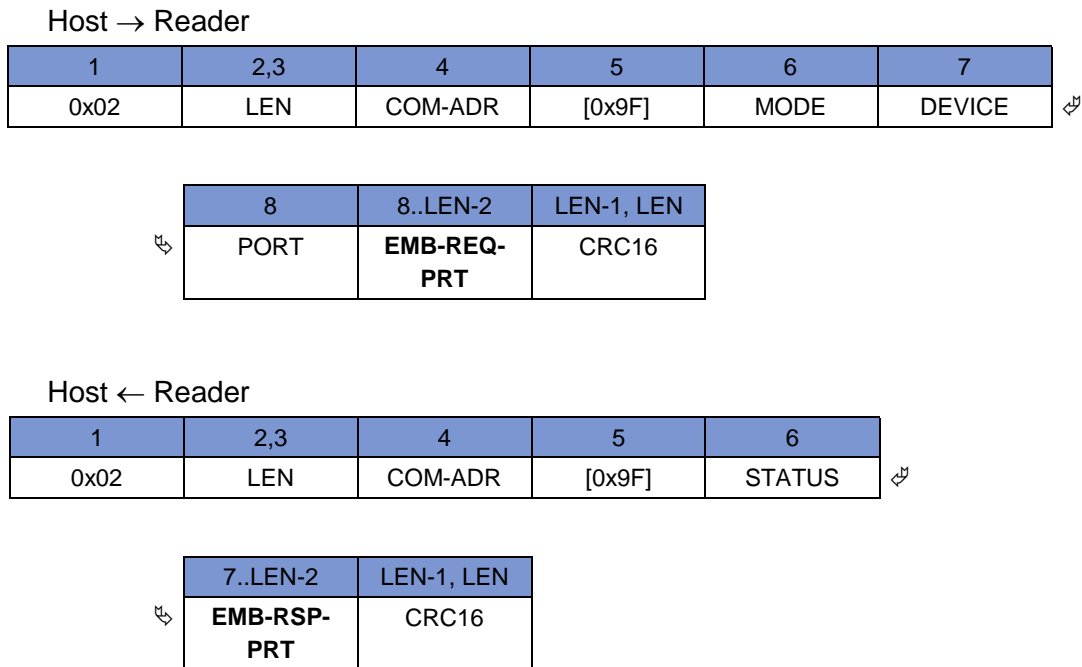 Host → Reader
1 2,3 4 5 6 7
0x02 LEN COM-ADR [0x9F] MODE DEVICE
8 8..LEN-2 LEN-1, LEN
PORT EMB-REQ- CRC16
PRT
Host ← Reader
1 2,3 4 5 6
0x02 LEN COM-ADR [0x9F] STATUS
7..LEN-2 LEN-1, LEN
EMB-RSP- CRC16
PRT